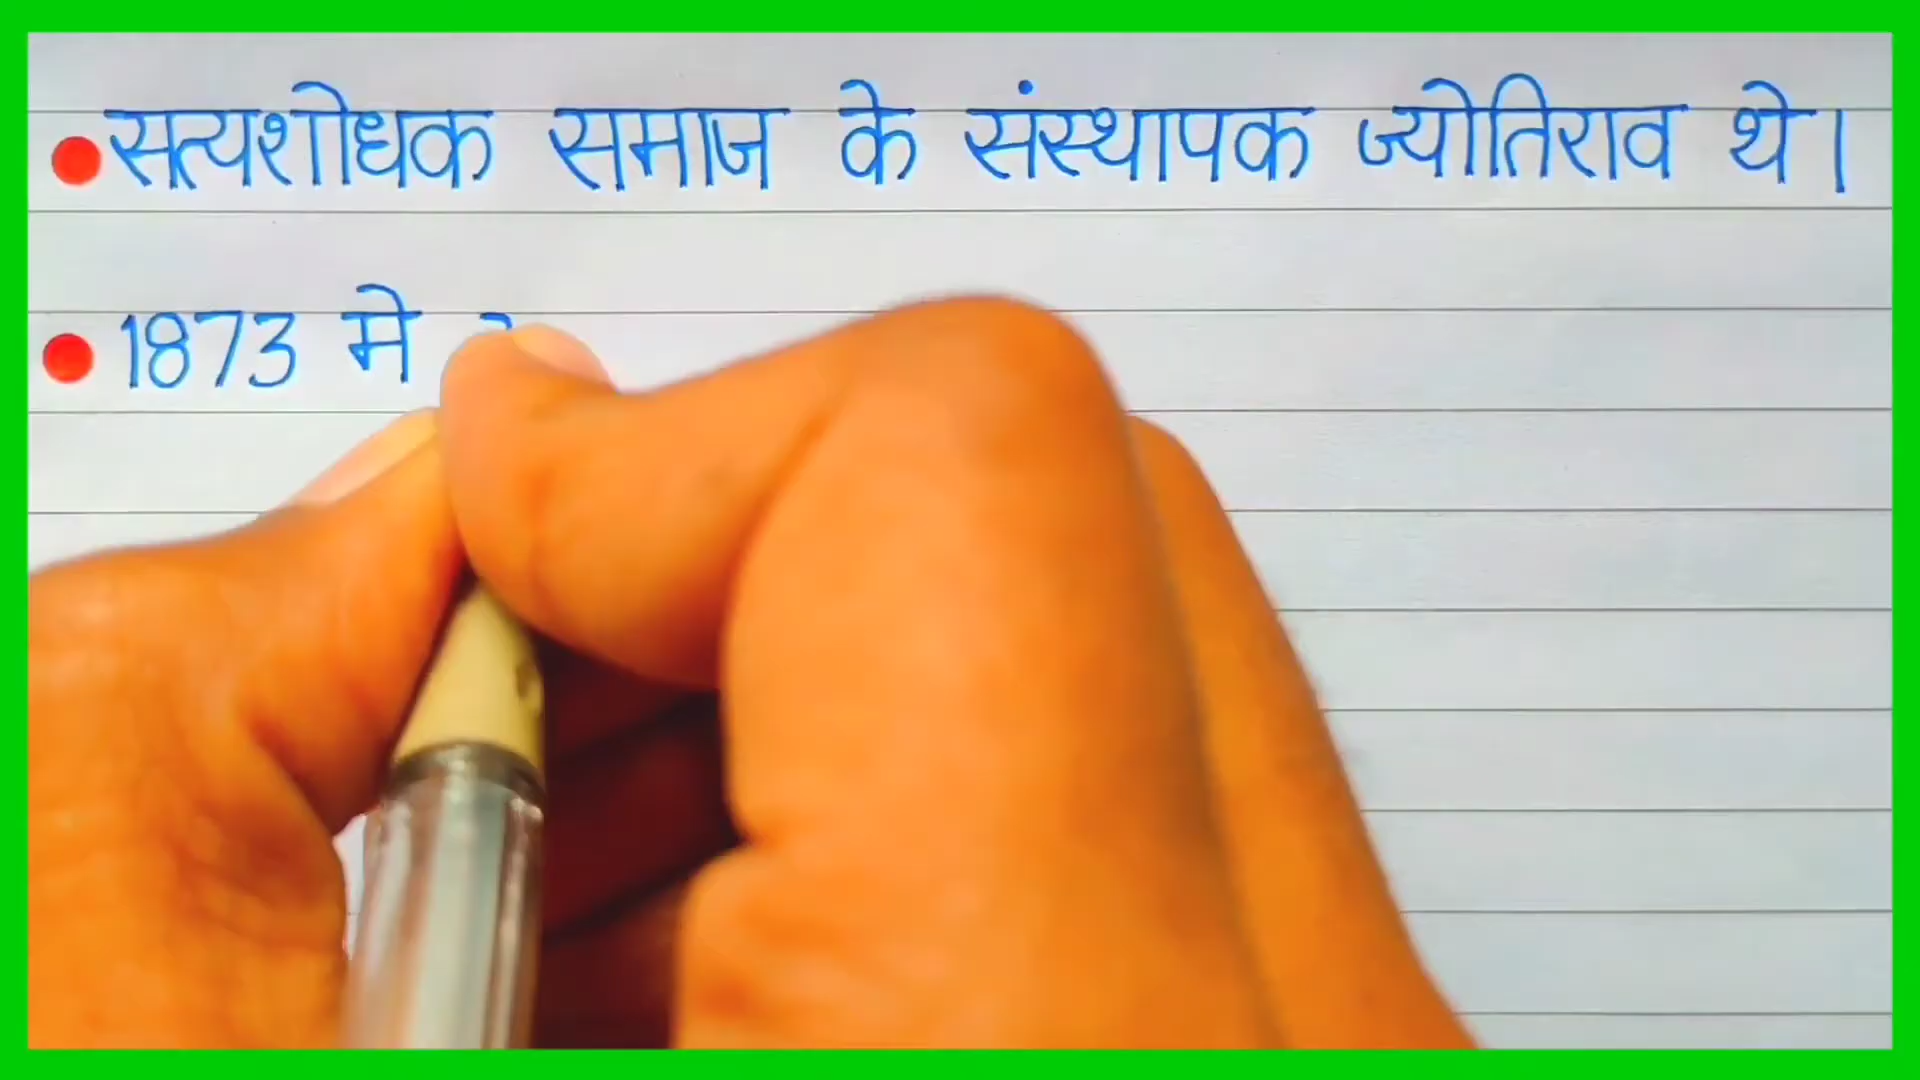 सत्यशोधक समाज के संस्थापक ज्योतिराव थे।
1873 मे